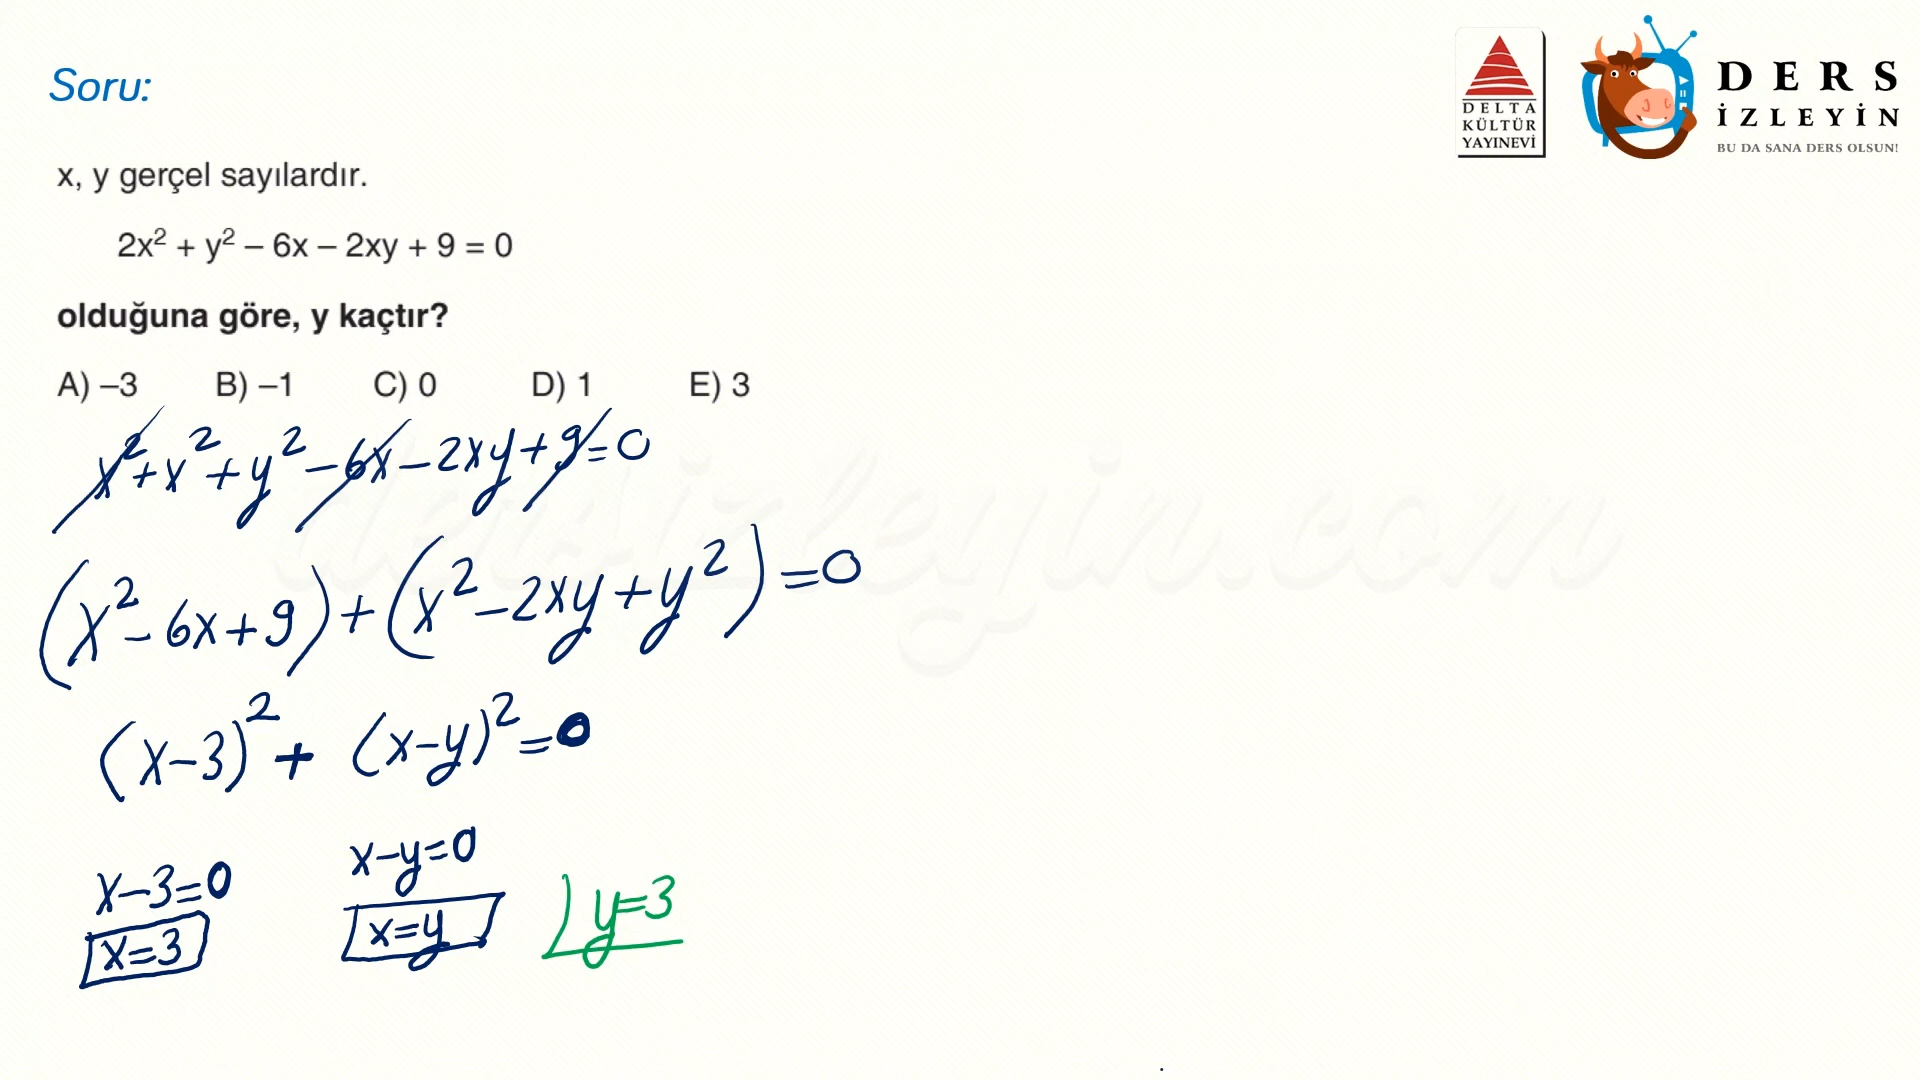 Soru:
DELTA
KÜLTÜR
YAYINEVİ
DERS
İZLEYİN
BU DA SANA DERS OLSUN!
x, y gerçel sayılardır.
2x² + y² – 6x – 2xy + 9 = 0
olduğuna göre, y kaçtır?
A) –3 B) –1 C) 0 D) 1 E) 3
x²+x²+y²-6x-2xy+9=0
(x²-6x+9)+(x²-2xy+y²)=0
(x-3)²+ (x-y)²=0
x-3=0 x-y=0
x=3 x=y y=3
dersizleyin.com